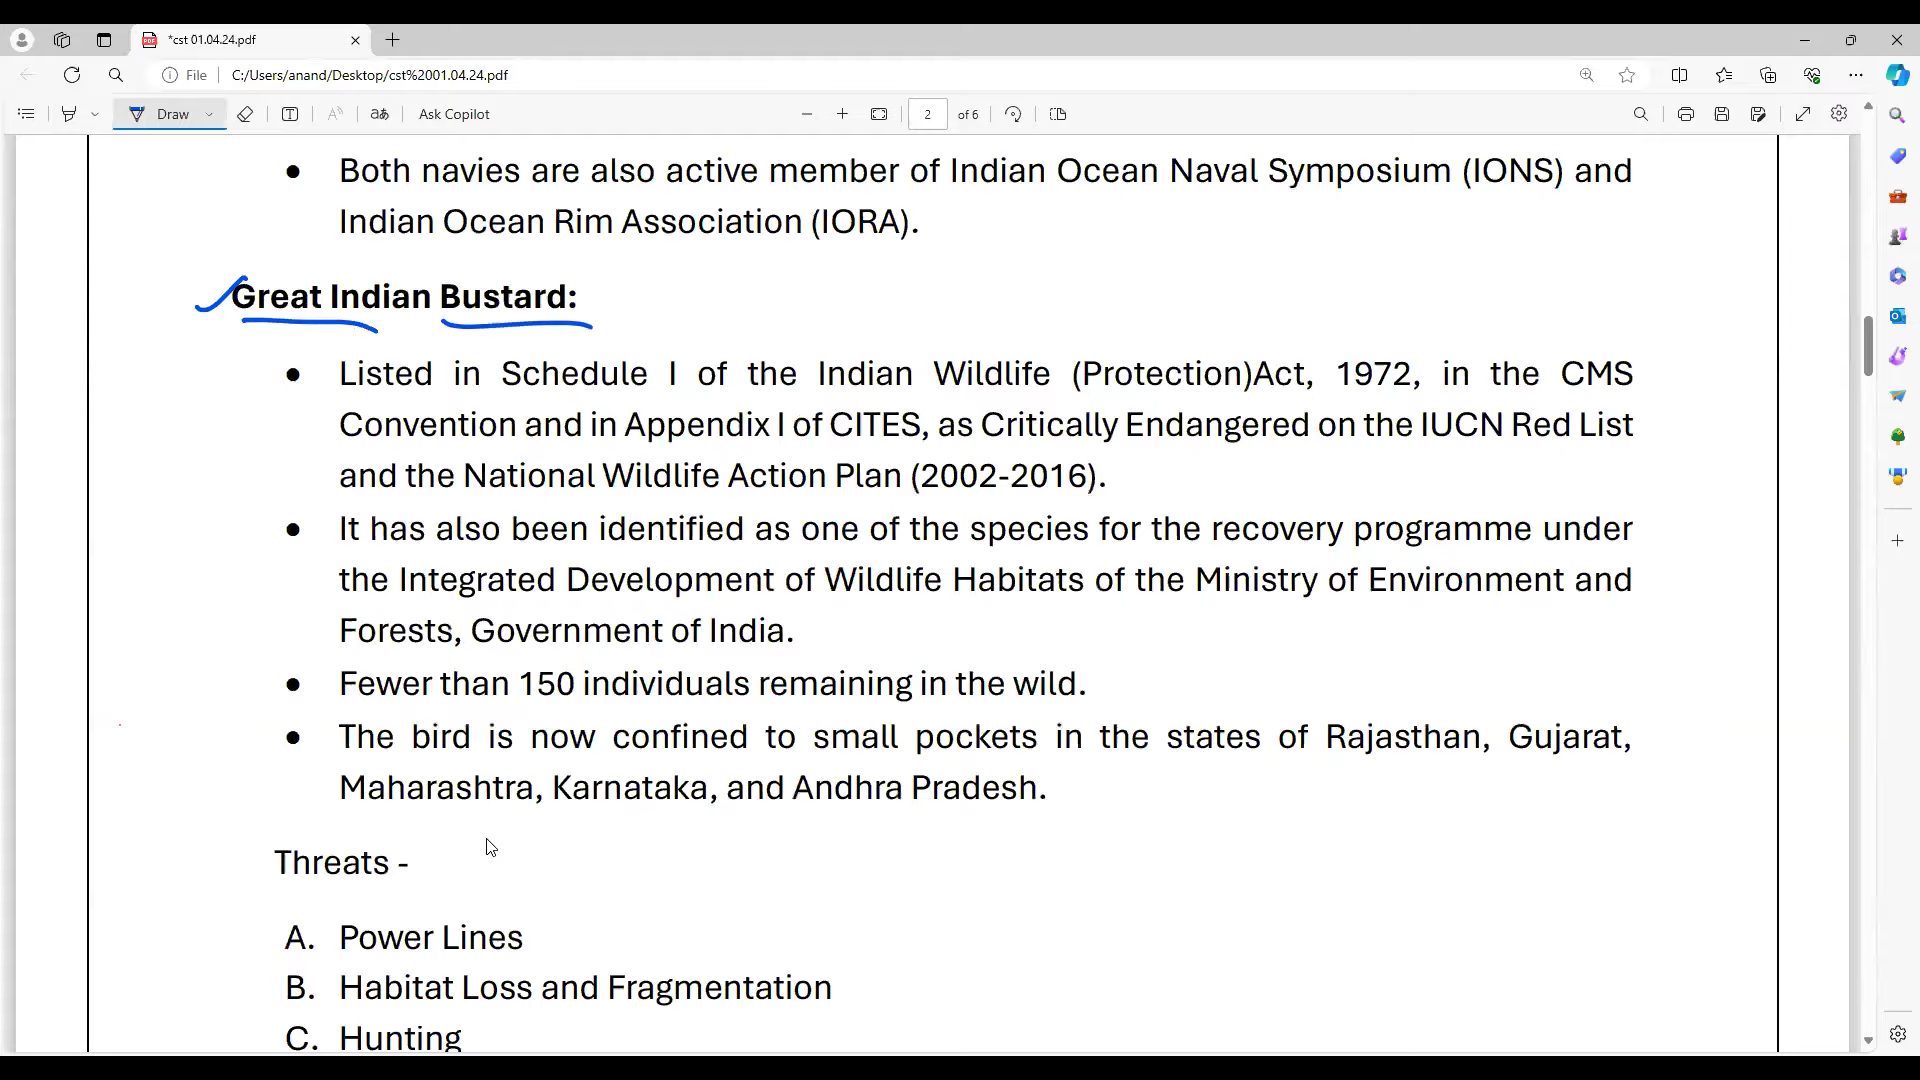 *cst 01.04.24.pdf
File C:/Users/anand/Desktop/cst%2001.04.24.pdf
Draw aあ Ask Copilot 2 of 6
• Both navies are also active member of Indian Ocean Naval Symposium (IONS) and
Indian Ocean Rim Association (IORA).
Great Indian Bustard:
• Listed in Schedule I of the Indian Wildlife (Protection)Act, 1972, in the CMS
Convention and in Appendix I of CITES, as Critically Endangered on the IUCN Red List
and the National Wildlife Action Plan (2002-2016).
• It has also been identified as one of the species for the recovery programme under
the Integrated Development of Wildlife Habitats of the Ministry of Environment and
Forests, Government of India.
• Fewer than 150 individuals remaining in the wild.
• The bird is now confined to small pockets in the states of Rajasthan, Gujarat,
Maharashtra, Karnataka, and Andhra Pradesh.
Threats -
A. Power Lines
B. Habitat Loss and Fragmentation
C. Hunting